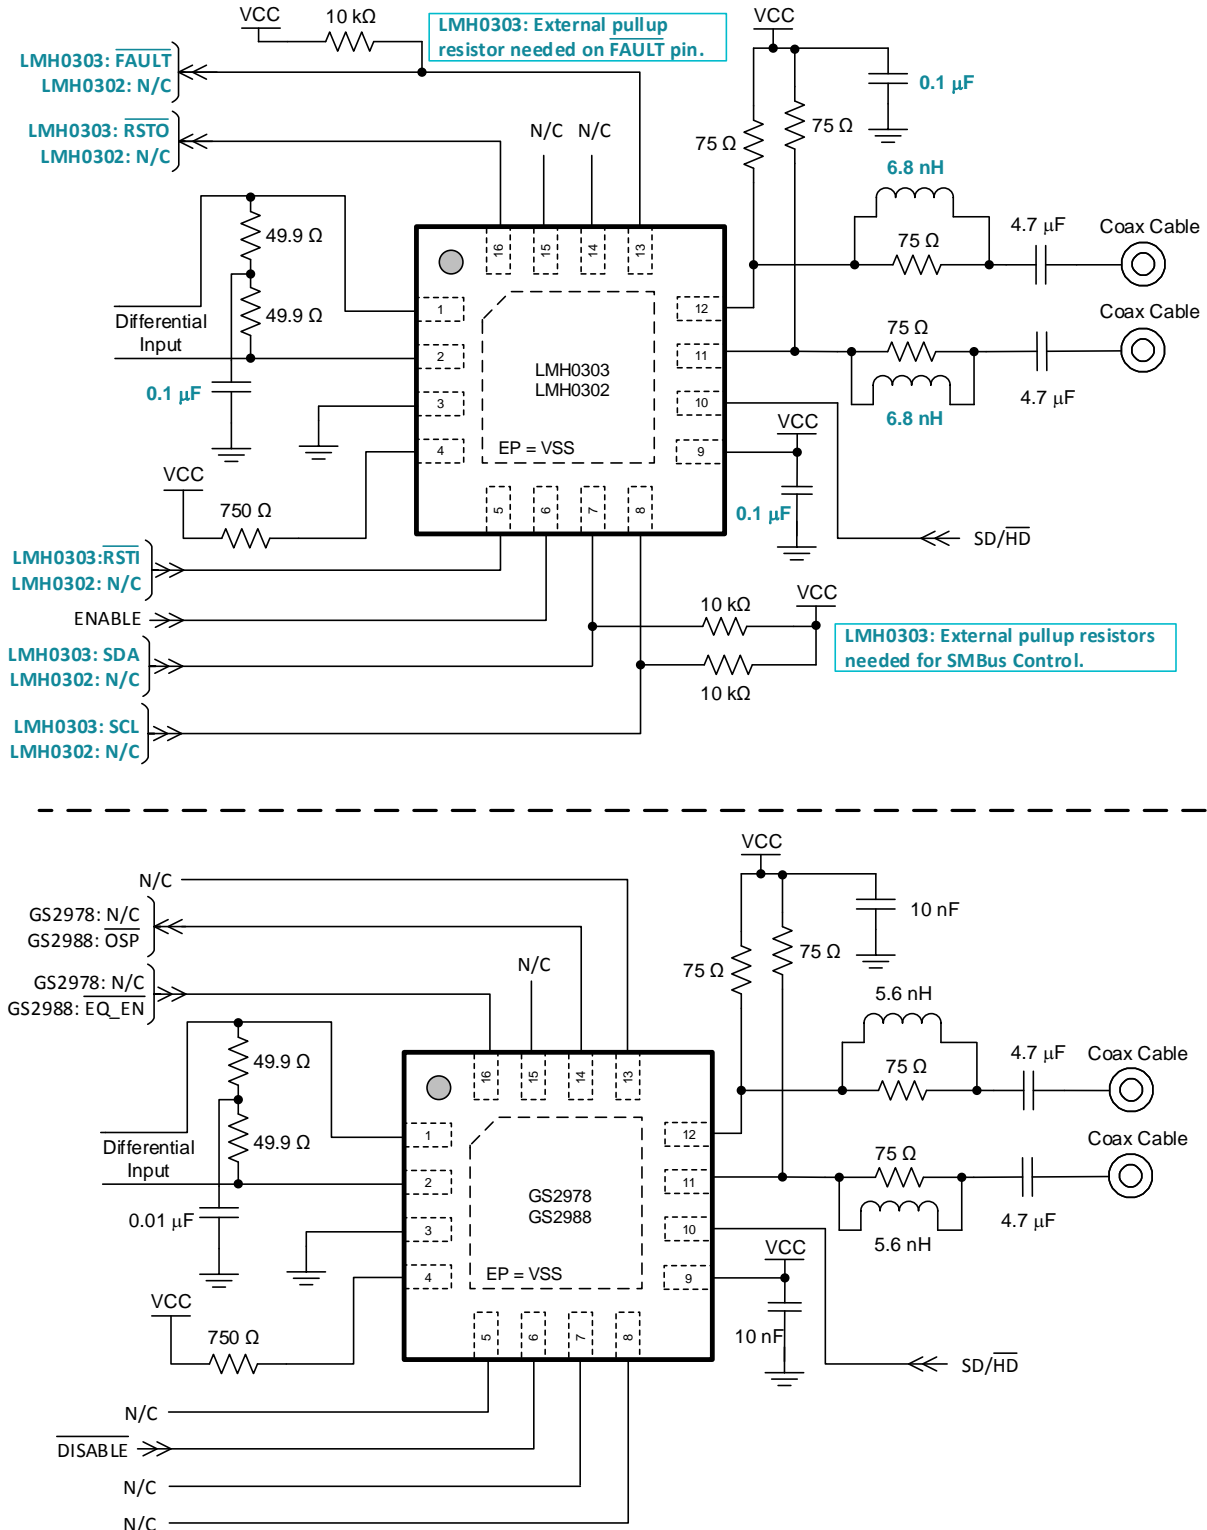 VCC
10 kΩ
LMH0303: External pullup
resistor needed on FAULT pin.
VCC
LMH0303: FAULT
LMH0302: N/C
0.1 µF
LMH0303: RSTO
LMH0302: N/C
N/C
N/C
75 Ω
75 Ω
6.8 nH
49.9 Ω
16
15
14
13
75 Ω
4.7 µF
Coax Cable
49.9 Ω
1
12
Differential
Input
75 Ω
Coax Cable
2
11
LMH0303
LMH0302
0.1 µF
3
10
6.8 nH
4.7 µF
VCC
4
EP = VSS
9
VCC
750 Ω
5
6
7
8
0.1 µF
SD/HD
LMH0303:RSTI
LMH0302: N/C
ENABLE
10 kΩ
VCC
LMH0303: SDA
LMH0302: N/C
LMH0303: External pullup resistors
needed for SMBus Control.
10 kΩ
LMH0303: SCL
LMH0302: N/C
VCC
N/C
GS2978: N/C
GS2988: OSP
10 nF
75 Ω
75 Ω
N/C
GS2978: N/C
GS2988: EQ_EN
5.6 nH
49.9 Ω
16
15
14
13
75 Ω
4.7 µF
Coax Cable
49.9 Ω
1
12
Differential
Input
75 Ω
Coax Cable
2
11
GS2978
GS2988
0.01 µF
3
10
5.6 nH
4.7 µF
VCC
4
EP = VSS
9
VCC
750 Ω
5
6
7
8
10 nF
SD/HD
N/C
DISABLE
N/C
N/C